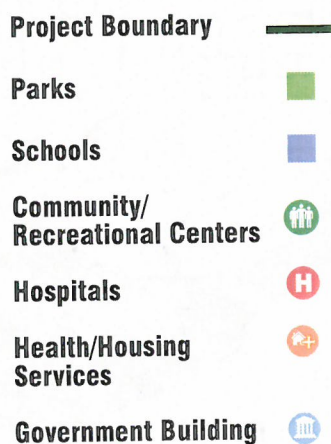 Project Boundary
Parks
Schools
Community/
Recreational Centers
Hospitals
H
Health/Housing
Services
Government Building